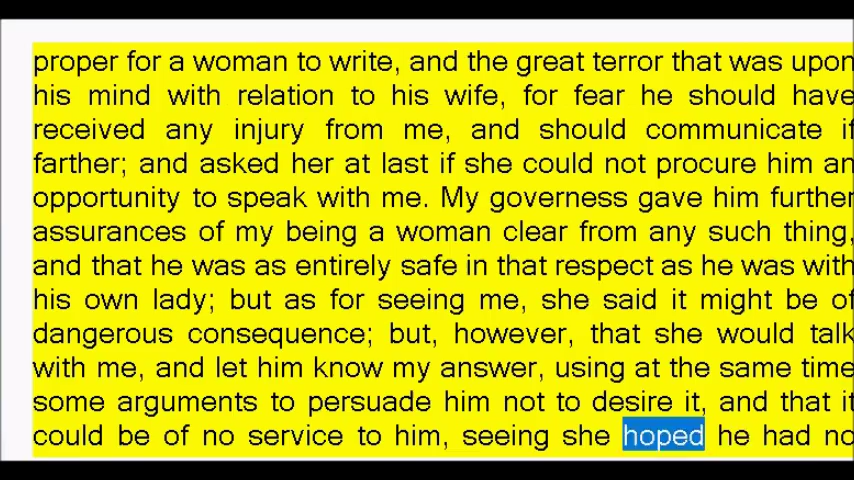 proper for a woman to write, and the great terror that was upon
his mind with relation to his wife, for fear he should have
received any injury from me, and should communicate if
farther; and asked her at last if she could not procure him an
opportunity to speak with me. My governess gave him further
assurances of my being a woman clear from any such thing,
and that he was as entirely safe in that respect as he was with
his own lady; but as for seeing me, she said it might be of
dangerous consequence; but, however, that she would talk
with me, and let him know my answer, using at the same time
some arguments to persuade him not to desire it, and that it
could be of no service to him, seeing she hoped he had no